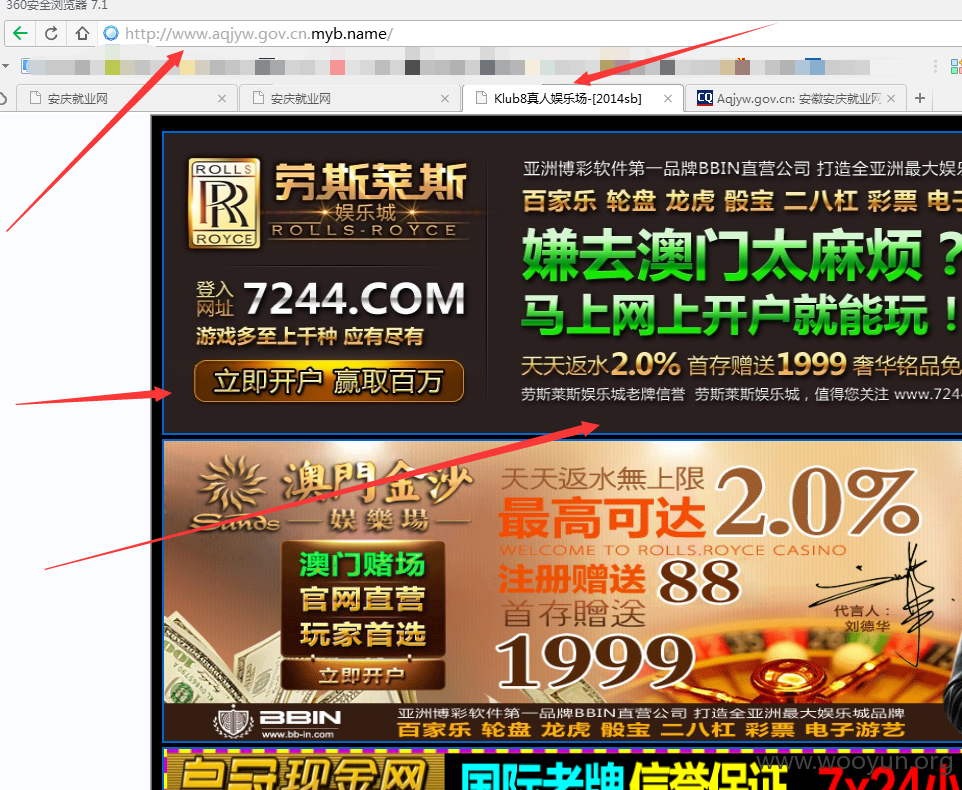 360安全浏览器 7.1
http://www.aqjyw.gov.cn.myb.name/
安庆就业网
安庆就业网
Klub8真人娱乐场-[2014sb]
Aqjyw.gov.cn: 安徽安庆就业网
ROLLS
RR
ROYCE
劳斯莱斯
娱乐城
ROLLS-ROYCE
登入网址 7244.COM
游戏多至上千种 应有尽有
立即开户 赢取百万
亚洲博彩软件第一品牌BBIN直营公司 打造全亚洲最大娱
百家乐 轮盘 龙虎 骰宝 二八杠 彩票 电子
嫌去澳门太麻烦?
马上网上开户就能玩!
天天返水2.0% 首存赠送1999 奢华铭品免
劳斯莱斯娱乐城老牌信誉 劳斯莱斯娱乐城，值得您关注 www.724
Sands
澳門金沙
娱樂場
澳门赌场
官网直营
玩家首选
立即开户
天天返水無上限
最高可达 2.0%
WELCOME TO ROLLS.ROYCE CASINO
注册赠送 88
首存贈送
1999
代言人：
刘德华
BBIN
www.bb-in.com
亚洲博彩软件第一品牌BBIN直营公司 打造全亚洲最大娱乐城品牌
百家乐 轮盘 龙虎 骰宝 二八杠 彩票 电子游艺
现金网
国际老牌信誉保证 7x24小
www.wooyun.org